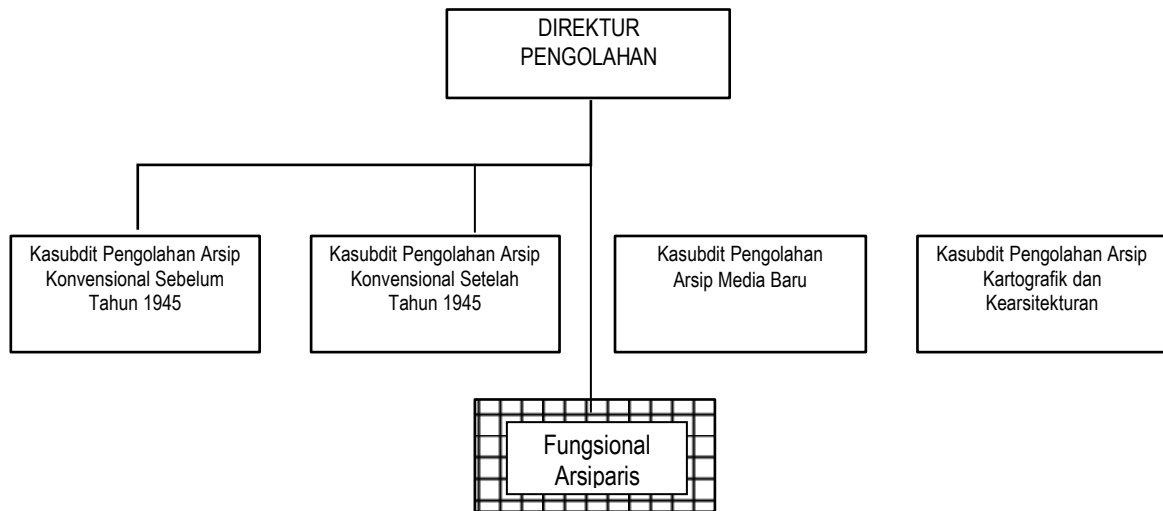 DIREKTUR
PENGOLAHAN
Kasubdit Pengolahan Arsip
Konvensional Sebelum
Tahun 1945
Kasubdit Pengolahan Arsip
Konvensional Setelah
Tahun 1945
Kasubdit Pengolahan
Arsip Media Baru
Kasubdit Pengolahan Arsip
Kartografik dan
Kearsitekturan
Fungsional
Arsiparis